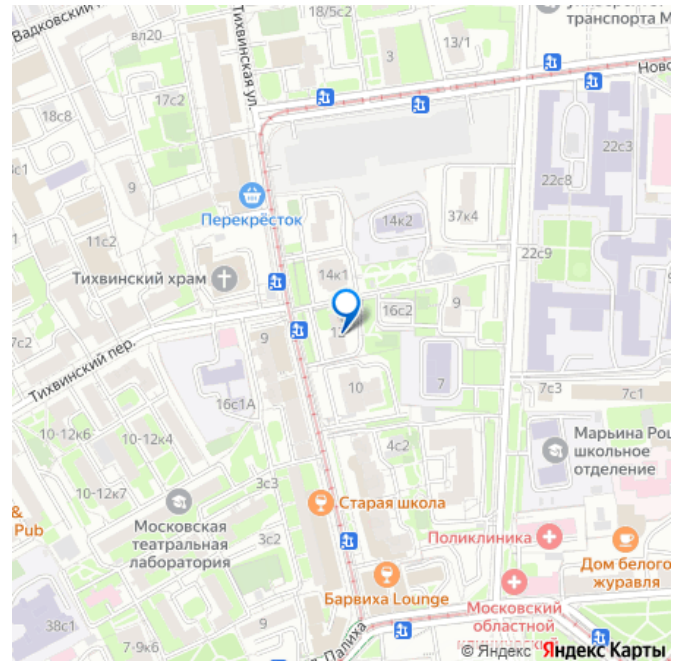 Вадковский
18/5с2
вл20
Тихвинская ул.
3
13/1
транспорта М
Ново
17с2
18с8
22с3
22с8
9
Перекрёсток
14к2
37к4
11с2
22с9
Тихвинский храм
14к1
16с2
9
7с2
9
Тихвинский пер.
10
7
7с3
7с1
16с1А
10-12к6
10-12к4
4с2
Марьина Рощ
школьное
отделение
3с3
10-12к7
Старая школа
&
Pub
Московская
театральная
лаборатория
3с2
Поликлиника
Дом белого
журавля
Барвиха Lounge
Московский
областной
38с1
7-9к6
Палиха
© Яндекс Яндекс Карты